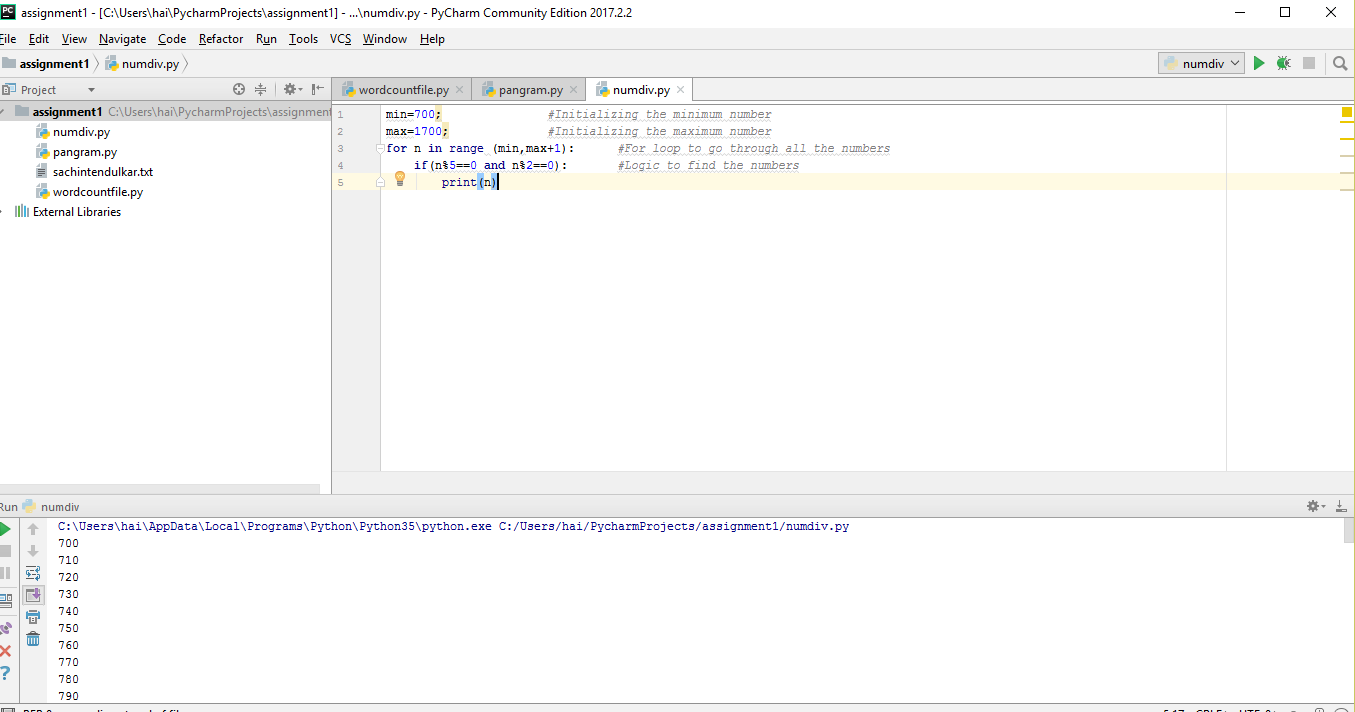 assignment1 - [C:\Users\hai\PycharmProjects\assignment1] - ...\numdiv.py - PyCharm Community Edition 2017.2.2
File Edit View Navigate Code Refactor Run Tools VCS Window Help
assignment1 numdiv.py numdiv
Project wordcountfile.py pangram.py numdiv.py
assignment1 C:\Users\hai\PycharmProjects\assignment
numdiv.py
pangram.py
sachintendulkar.txt
wordcountfile.py
External Libraries
1 min=700; #Initializing the minimum number
2 max=1700; #Initializing the maximum number
3 for n in range (min,max+1): #For loop to go through all the numbers
4 if(n%5==0 and n%2==0): #Logic to find the numbers
5 print(n)
Run numdiv
C:\Users\hai\AppData\Local\Programs\Python\Python35\python.exe C:/Users/hai/PycharmProjects/assignment1/numdiv.py
700
710
720
730
740
750
760
770
780
790